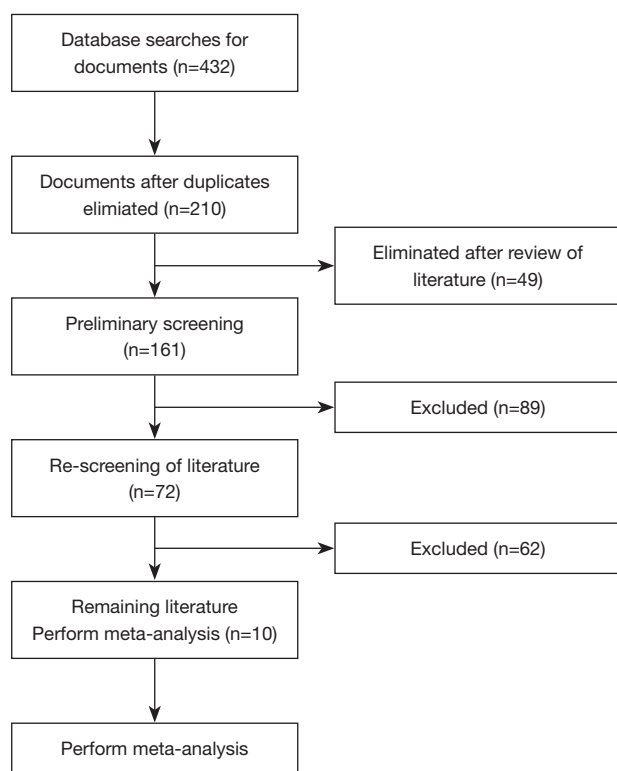 Database searches for
documents (n=432)
Documents after duplicates
elimiated (n=210)
Eliminated after review of
literature (n=49)
Preliminary screening
(n=161)
Excluded (n=89)
Re-screening of literature
(n=72)
Excluded (n=62)
Remaining literature
Perform meta-analysis (n=10)
Perform meta-analysis